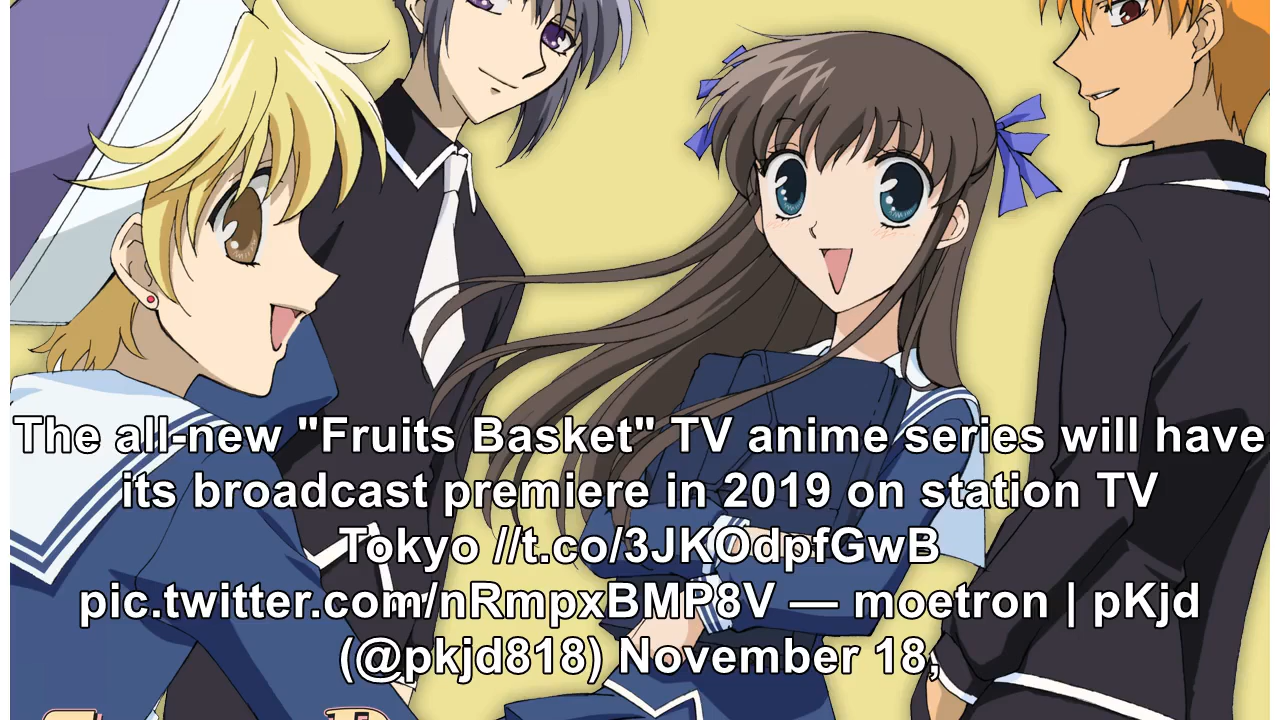 The all-new "Fruits Basket" TV anime series will have
its broadcast premiere in 2019 on station TV
Tokyo //t.co/3JKOdpfGwB
pic.twitter.com/nRmpxBMP8V — moetron | pKjd
(@pkjd818) November 18,